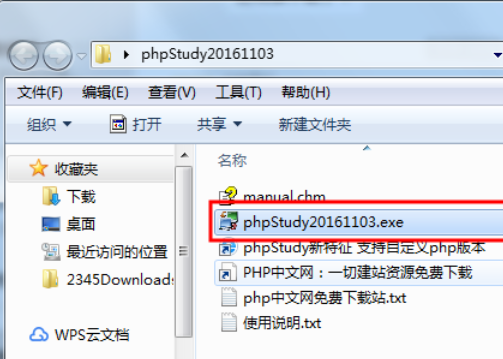 phpStudy20161103
文件(F) 编辑(E) 查看(V) 工具(T) 帮助(H)
组织 打开 共享 新建文件夹
收藏夹
下载
桌面
最近访问的位置
2345Downloads
WPS云文档
名称
manual.chm
phpStudy20161103.exe
phpStudy新特征 支持自定义php版本
PHP中文网：一切建站资源免费下载
php中文网免费下载站.txt
使用说明.txt